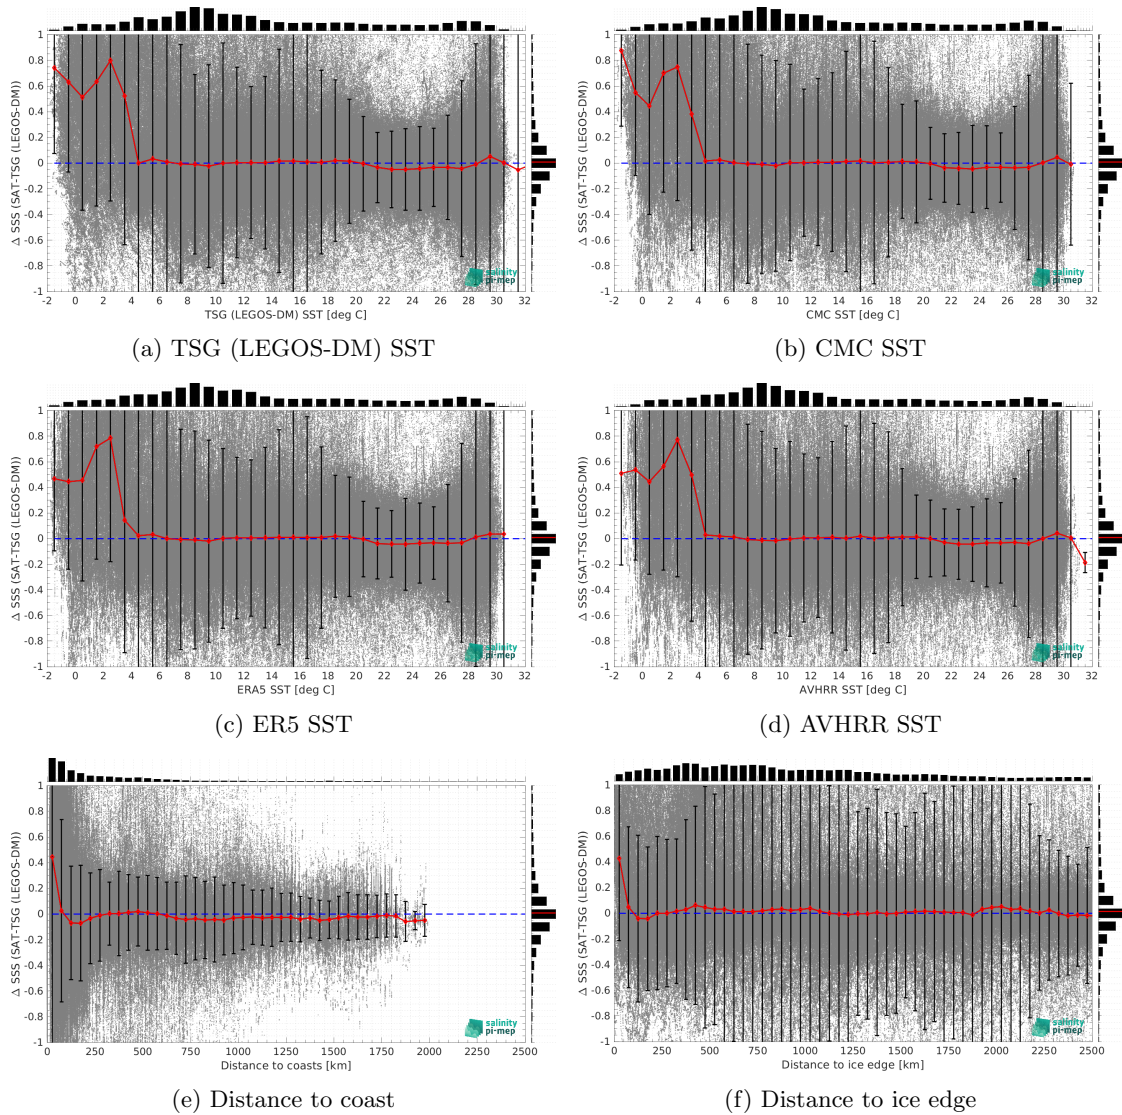 1
0.8
0.6
0.4
0.2
0
-0.2
-0.4
-0.6
-0.8
-1
Δ SSS (SAT-TSG (LEGOS-DM))
salinity
pi-mep
-2 0 2 4 6 8 10 12 14 16 18 20 22 24 26 28 30 32
TSG (LEGOS-DM) SST [deg C]
(a) TSG (LEGOS-DM) SST
1
0.8
0.6
0.4
0.2
0
-0.2
-0.4
-0.6
-0.8
-1
Δ SSS (SAT-TSG (LEGOS-DM))
salinity
pi-mep
-2 0 2 4 6 8 10 12 14 16 18 20 22 24 26 28 30 32
CMC SST [deg C]
(b) CMC SST
1
0.8
0.6
0.4
0.2
0
-0.2
-0.4
-0.6
-0.8
-1
Δ SSS (SAT-TSG (LEGOS-DM))
salinity
pi-mep
-2 0 2 4 6 8 10 12 14 16 18 20 22 24 26 28 30 32
ERA5 SST [deg C]
(c) ER5 SST
1
0.8
0.6
0.4
0.2
0
-0.2
-0.4
-0.6
-0.8
-1
Δ SSS (SAT-TSG (LEGOS-DM))
salinity
pi-mep
-2 0 2 4 6 8 10 12 14 16 18 20 22 24 26 28 30 32
AVHRR SST [deg C]
(d) AVHRR SST
1
0.8
0.6
0.4
0.2
0
-0.2
-0.4
-0.6
-0.8
-1
Δ SSS (SAT-TSG (LEGOS-DM))
salinity
pi-mep
0 250 500 750 1000 1250 1500 1750 2000 2250 2500
Distance to coasts [km]
(e) Distance to coast
1
0.8
0.6
0.4
0.2
0
-0.2
-0.4
-0.6
-0.8
-1
Δ SSS (SAT-TSG (LEGOS-DM))
salinity
pi-mep
0 250 500 750 1000 1250 1500 1750 2000 2250 2500
Distance to ice edge [km]
(f) Distance to ice edge